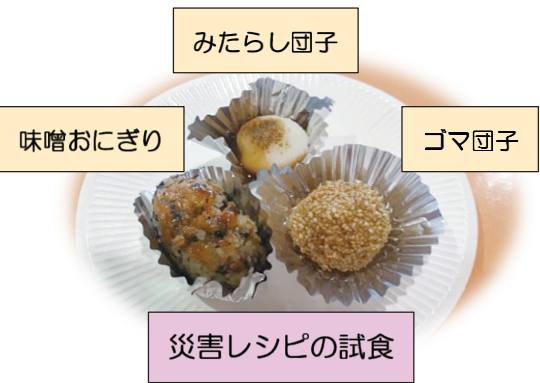 みたらし団子
味噌おにぎり
ゴマ団子
災害レシピの試食